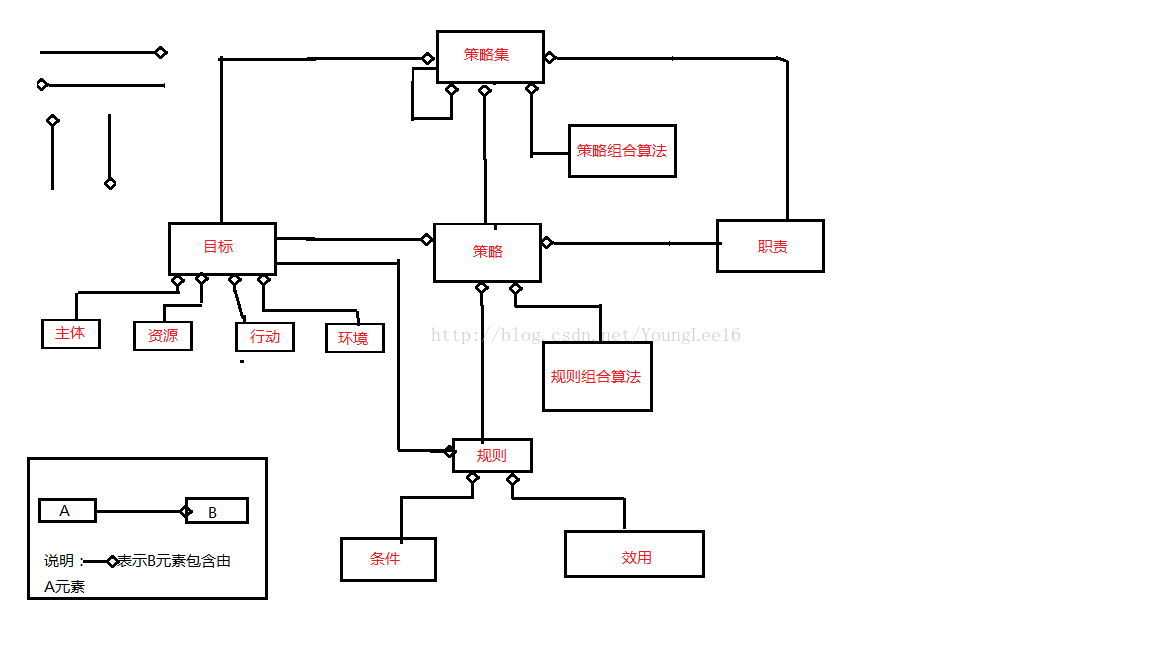 策略集
策略组合算法
目标
策略
职责
主体
资源
行动
环境
http://blog.csdn.net/YoungLee16
规则组合算法
规则
A
B
条件
效用
说明：表示B元素包含由
A元素